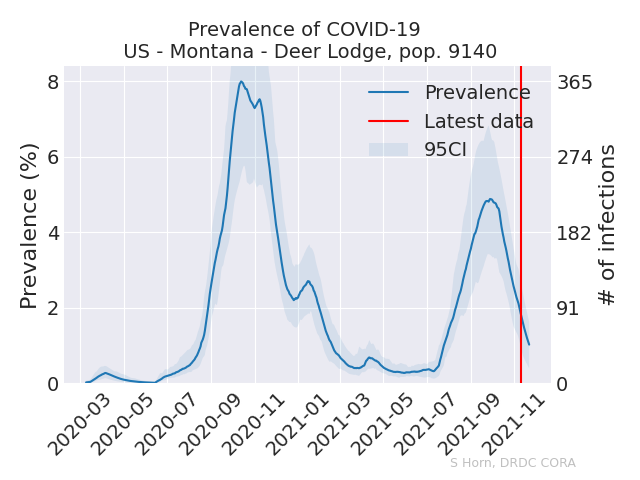 Prevalence of COVID-19
US - Montana - Deer Lodge, pop. 9140
Prevalence
Latest data
95CI
Prevalence (%)
8
6
4
2
0
# of infections
365
274
182
91
0
2020-03
2020-05
2020-07
2020-09
2020-11
2021-01
2021-03
2021-05
2021-07
2021-09
2021-11
S Horn, DRDC CORA